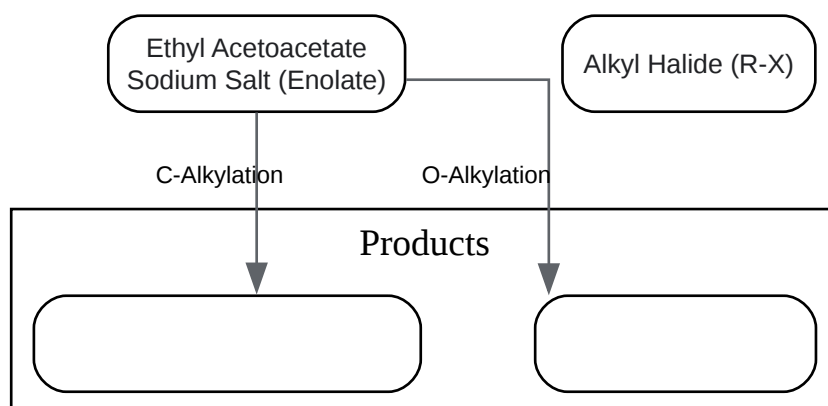 Ethyl Acetoacetate
Sodium Salt (Enolate)
Alkyl Halide (R-X)
C-Alkylation
O-Alkylation
Products